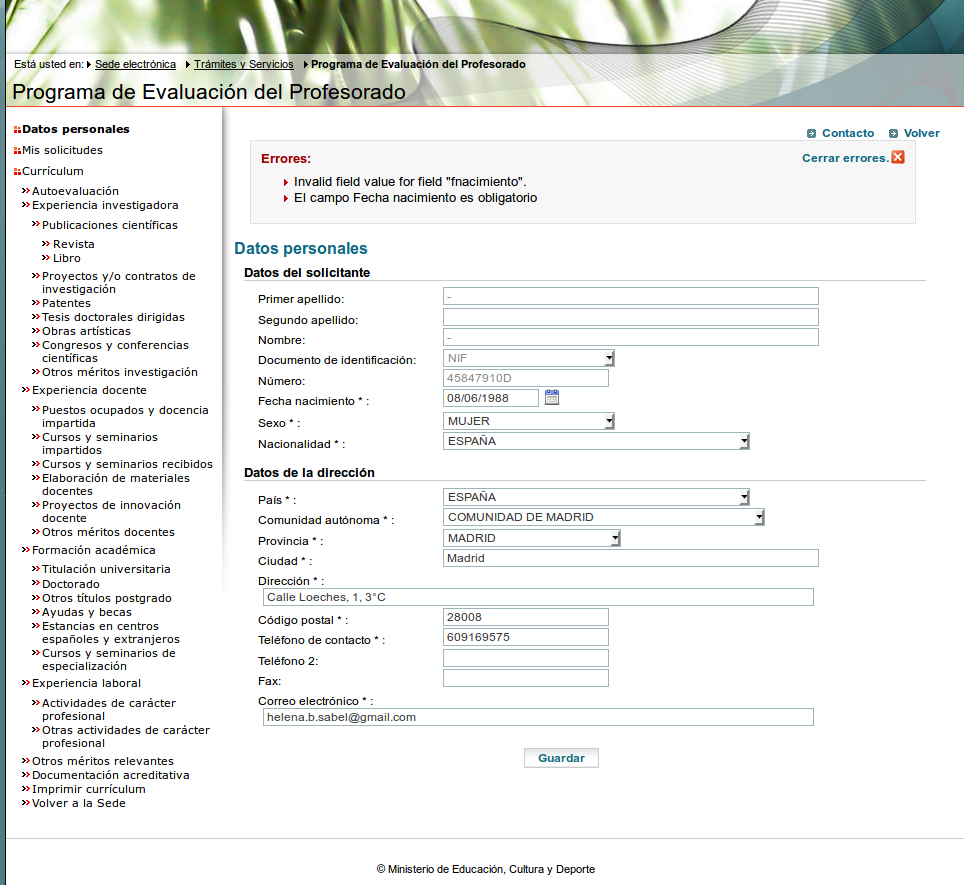 Está usted en: Sede electrónica Trámites y Servicios Programa de Evaluación del Profesorado
Programa de Evaluación del Profesorado
Datos personales
Mis solicitudes
Currículum
Autoevaluación
Experiencia investigadora
Publicaciones científicas
Revista
Libro
Proyectos y/o contratos de
investigación
Patentes
Tesis doctorales dirigidas
Obras artísticas
Congresos y conferencias
científicas
Otros méritos investigación
Experiencia docente
Puestos ocupados y docencia
impartida
Cursos y seminarios
impartidos
Cursos y seminarios recibidos
Elaboración de materiales
docentes
Proyectos de innovación
docente
Otros méritos docentes
Formación académica
Titulación universitaria
Doctorado
Otros títulos postgrado
Ayudas y becas
Estancias en centros
españoles y extranjeros
Cursos y seminarios de
especialización
Experiencia laboral
Actividades de carácter
profesional
Otras actividades de carácter
profesional
Otros méritos relevantes
Documentación acreditativa
Imprimir currículum
Volver a la Sede
Contacto Volver
Errores: Cerrar errores.
Invalid field value for field "fnacimiento".
El campo Fecha nacimiento es obligatorio
Datos personales
Datos del solicitante
Primer apellido: -
Segundo apellido:
Nombre: -
Documento de identificación: NIF
Número: 45847910D
Fecha nacimiento * : 08/06/1988
Sexo * : MUJER
Nacionalidad * : ESPAÑA
Datos de la dirección
País * : ESPAÑA
Comunidad autónoma * : COMUNIDAD DE MADRID
Provincia * : MADRID
Ciudad * : Madrid
Dirección * :
Calle Loeches, 1, 3°C
Código postal * : 28008
Teléfono de contacto * : 609169575
Teléfono 2:
Fax:
Correo electrónico * :
helena.b.sabel@gmail.com
Guardar
© Ministerio de Educación, Cultura y Deporte